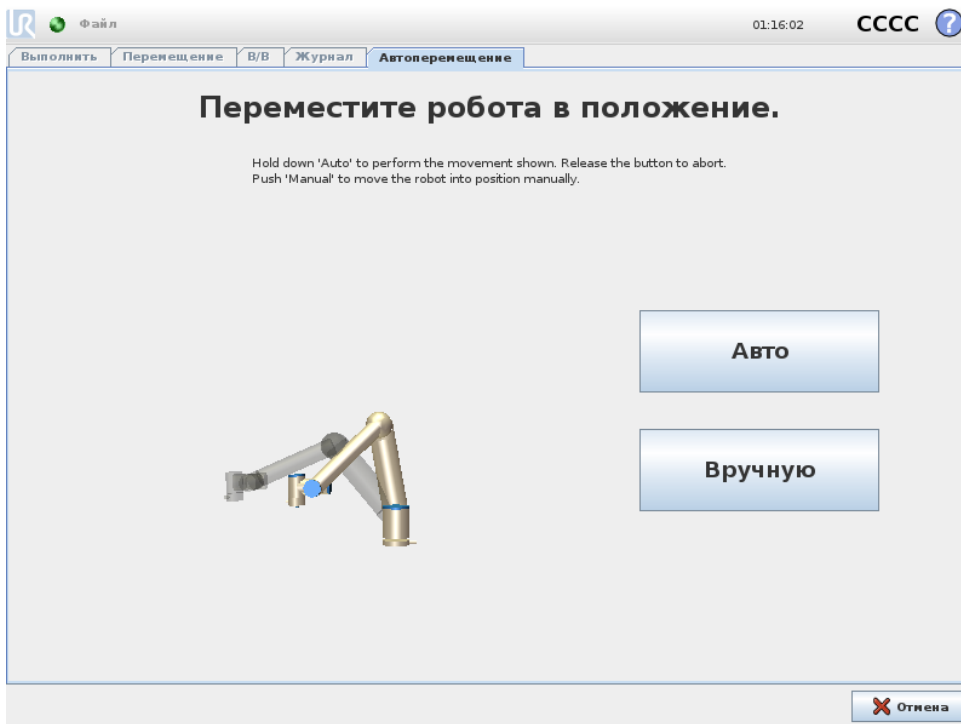 UR
Файл
01:16:02
CCCC
?
Выполнить
Перемещение
В/В
Журнал
Автоперемещение
Переместите робота в положение.
Hold down 'Auto' to perform the movement shown. Release the button to abort.
Push 'Manual' to move the robot into position manually.
Авто
Вручную
Отмена